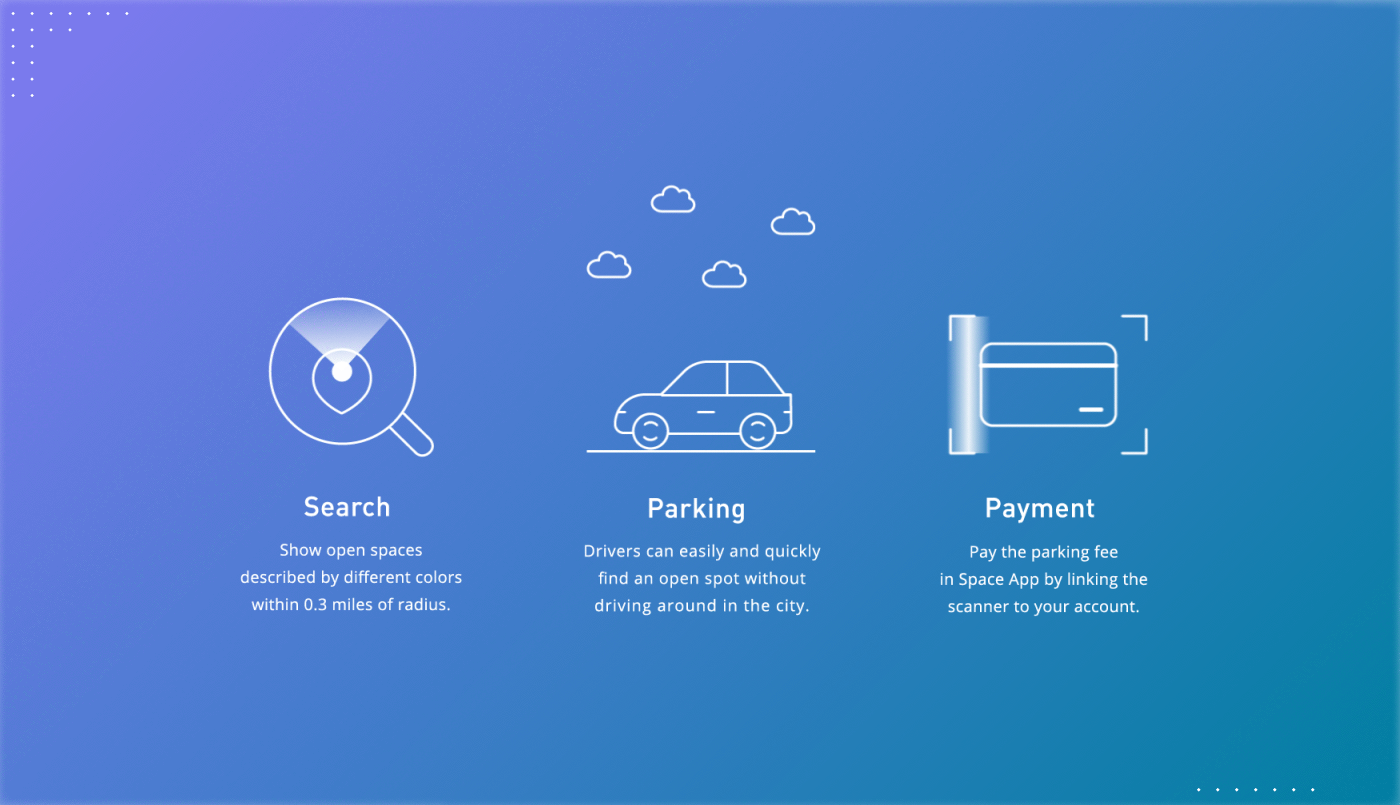 Search
Show open spaces
described by different colors
within 0.3 miles of radius.
Parking
Drivers can easily and quickly
find an open spot without
driving around in the city.
Payment
Pay the parking fee
in Space App by linking the
scanner to your account.